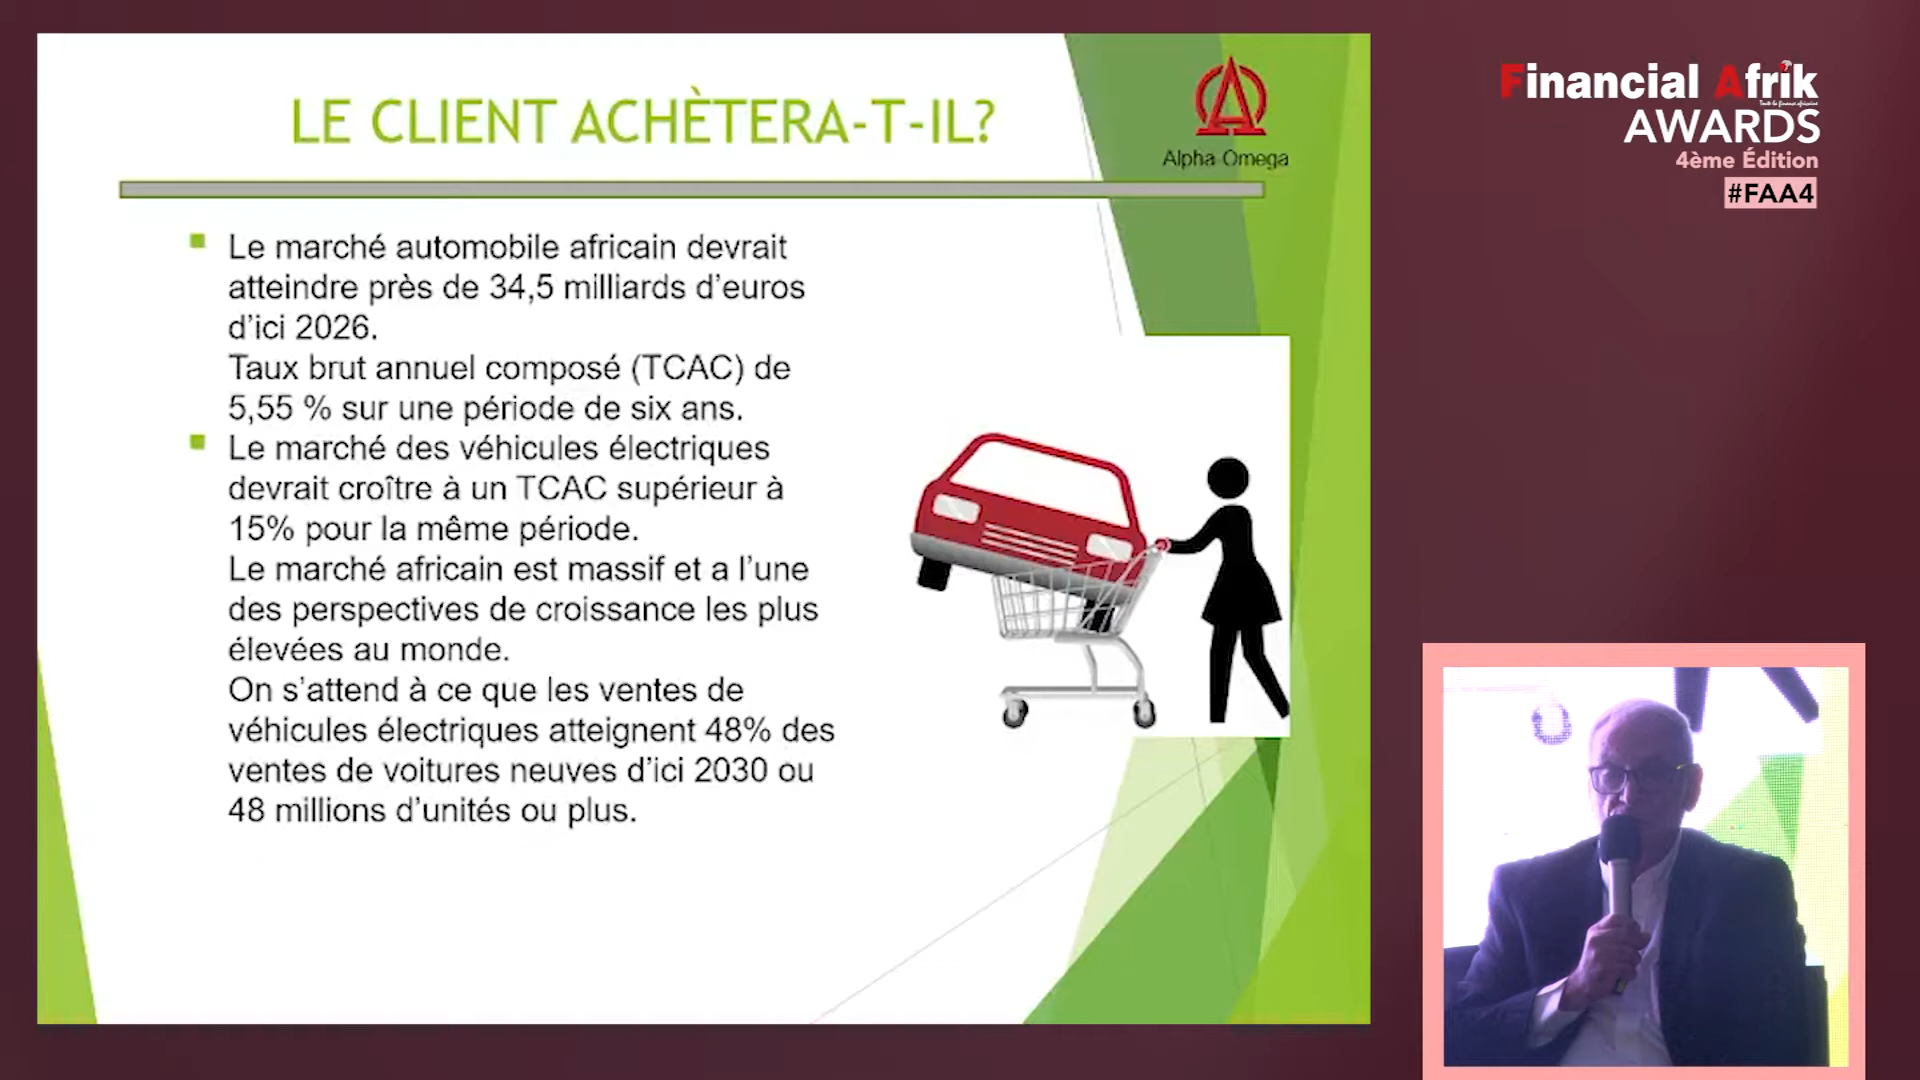 LE CLIENT ACHÈTERA-T-IL?
Alpha-Omega
Le marché automobile africain devrait
atteindre près de 34,5 milliards d'euros
d'ici 2026.
Taux brut annuel composé (TCAC) de
5,55 % sur une période de six ans.
Le marché des véhicules électriques
devrait croître à un TCAC supérieur à
15% pour la même période.
Le marché africain est massif et a l'une
des perspectives de croissance les plus
élevées au monde.
On s'attend à ce que les ventes de
véhicules électriques atteignent 48% des
ventes de voitures neuves d'ici 2030 ou
48 millions d'unités ou plus.
Financial Afrik
AWARDS
4ème Édition
#FAA4